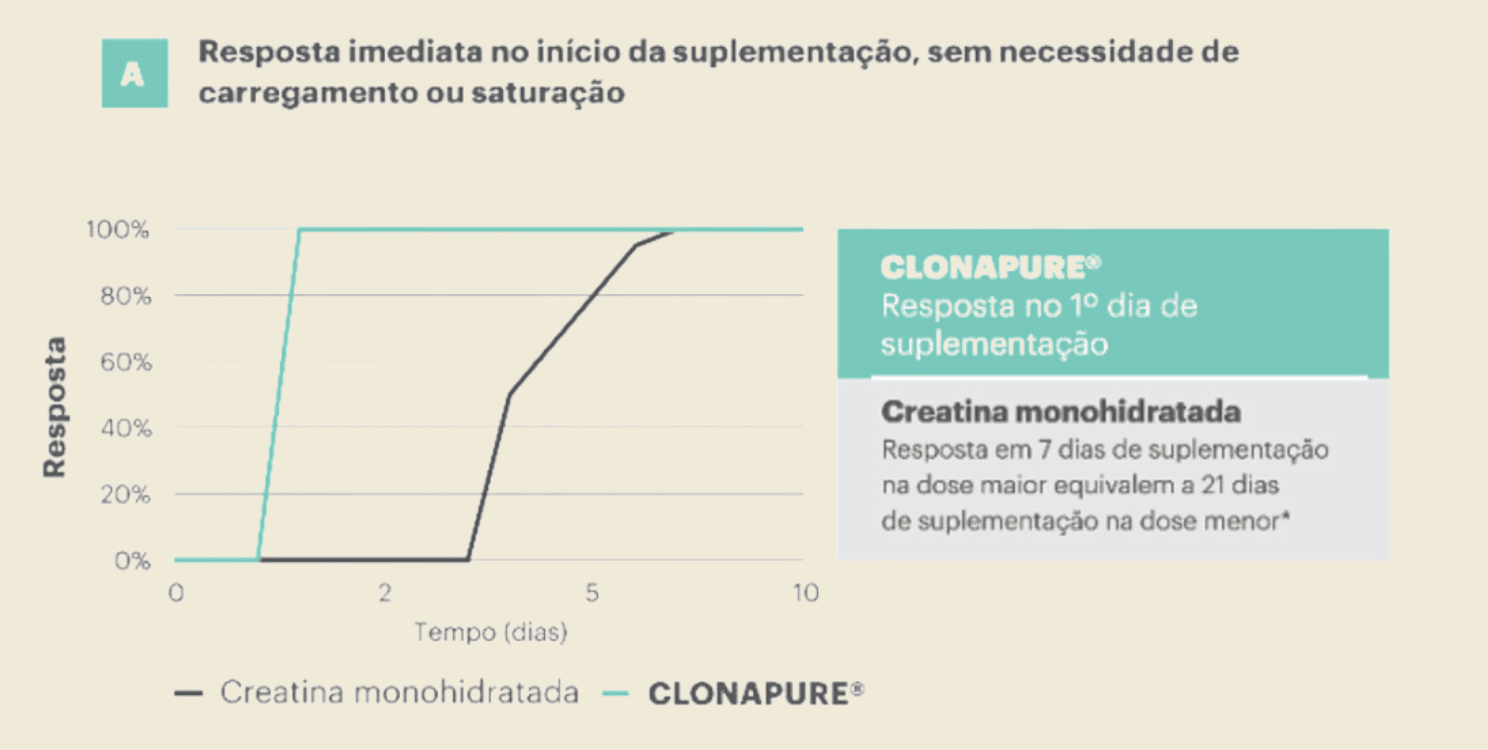 A
Resposta imediata no início da suplementação, sem necessidade de
carregamento ou saturação
100%
80%
60%
40%
20%
0%
Resposta
0 2 5 10
Tempo (dias)
Creatina monohidratada CLONAPURE®
CLONAPURE®
Resposta no 1º dia de
suplementação
Creatina monohidratada
Resposta em 7 dias de suplementação
na dose maior equivalem a 21 dias
de suplementação na dose menor*